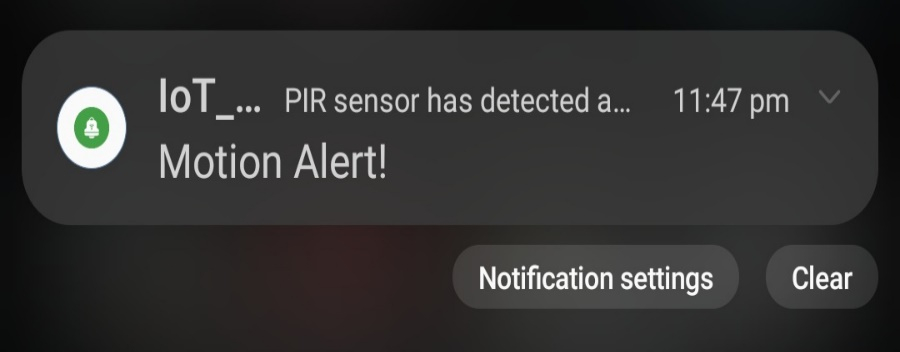 IoT_... PIR sensor has detected a... 11:47 pm
Motion Alert!
Notification settings Clear